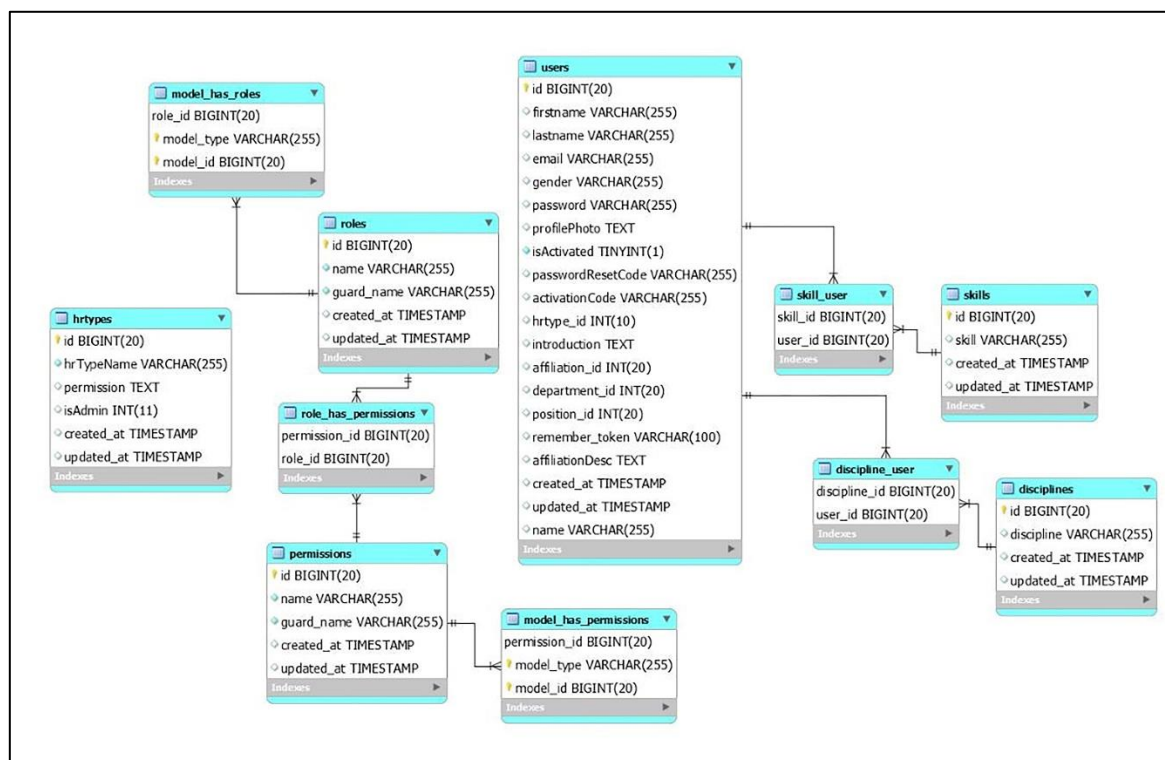 model_has_roles
role_id BIGINT(20)
model_type VARCHAR(255)
model_id BIGINT(20)
Indexes
roles
id BIGINT(20)
name VARCHAR(255)
guard_name VARCHAR(255)
created_at TIMESTAMP
updated_at TIMESTAMP
Indexes
hrtypes
id BIGINT(20)
hrTypeName VARCHAR(255)
permission TEXT
isAdmin INT(11)
created_at TIMESTAMP
updated_at TIMESTAMP
Indexes
role_has_permissions
permission_id BIGINT(20)
role_id BIGINT(20)
Indexes
permissions
id BIGINT(20)
name VARCHAR(255)
guard_name VARCHAR(255)
created_at TIMESTAMP
updated_at TIMESTAMP
Indexes
model_has_permissions
permission_id BIGINT(20)
model_type VARCHAR(255)
model_id BIGINT(20)
Indexes
users
id BIGINT(20)
firstname VARCHAR(255)
lastname VARCHAR(255)
email VARCHAR(255)
gender VARCHAR(255)
password VARCHAR(255)
profilePhoto TEXT
isActivated TINYINT(1)
passwordResetCode VARCHAR(255)
activationCode VARCHAR(255)
hrtype_id INT(10)
introduction TEXT
affiliation_id INT(20)
department_id INT(20)
position_id INT(20)
remember_token VARCHAR(100)
affiliationDesc TEXT
created_at TIMESTAMP
updated_at TIMESTAMP
name VARCHAR(255)
Indexes
skill_user
skill_id BIGINT(20)
user_id BIGINT(20)
Indexes
skills
id BIGINT(20)
skill VARCHAR(255)
created_at TIMESTAMP
updated_at TIMESTAMP
Indexes
discipline_user
discipline_id BIGINT(20)
user_id BIGINT(20)
Indexes
disciplines
id BIGINT(20)
discipline VARCHAR(255)
created_at TIMESTAMP
updated_at TIMESTAMP
Indexes